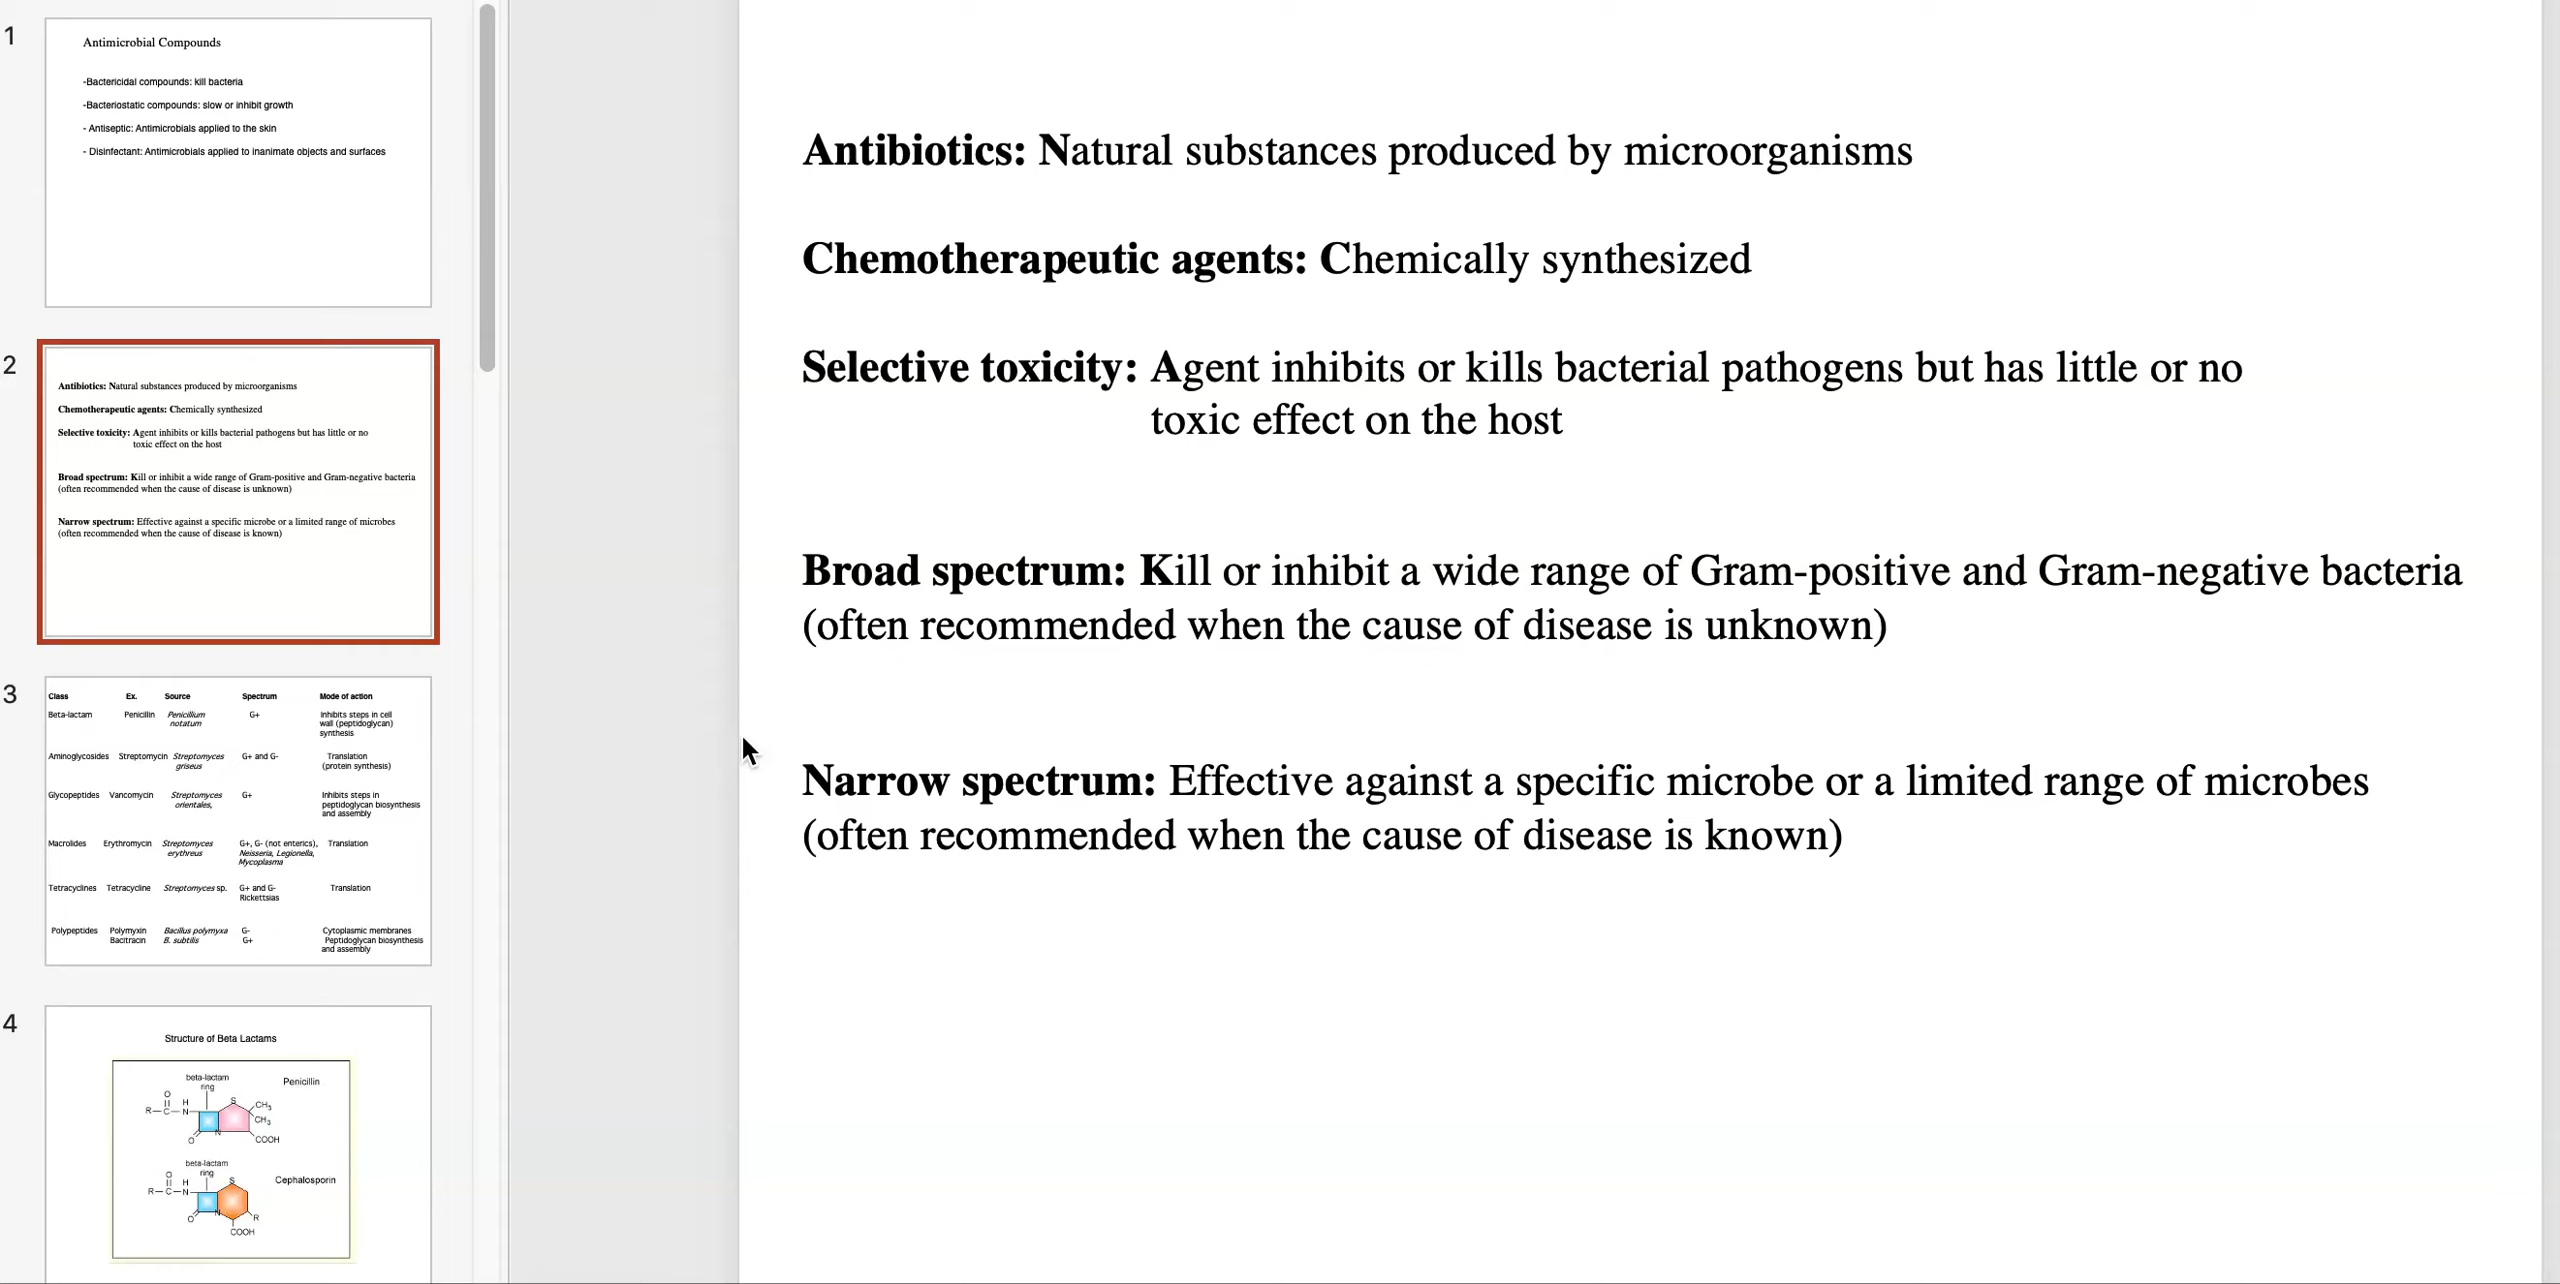 1
Antimicrobial Compounds
-Bactericidal compounds: kill bacteria
-Bacteriostatic compounds: slow or inhibit growth
- Antiseptic: Antimicrobials applied to the skin
- Disinfectant: Antimicrobials applied to inanimate objects and surfaces
2
Antibiotics: Natural substances produced by microorganisms
Chemotherapeutic agents: Chemically synthesized
Selective toxicity: Agent inhibits or kills bacterial pathogens but has little or no
toxic effect on the host
Broad spectrum: Kill or inhibit a wide range of Gram-positive and Gram-negative bacteria
(often recommended when the cause of disease is unknown)
Narrow spectrum: Effective against a specific microbe or a limited range of microbes
(often recommended when the cause of disease is known)
3
Class Ex. Source Spectrum Mode of action
Beta-lactam Penicillin Penicillium G+ Inhibits steps in cell
notatum wall (peptidoglycan)
synthesis
Aminoglycosides Streptomycin Streptomyces G+ and G- Translation
griseus (protein synthesis)
Glycopeptides Vancomycin Streptomyces G+ Inhibits steps in
orientales, peptidoglycan biosynthesis
and assembly
Macrolides Erythromycin Streptomyces G+, G- (not enterics), Translation
erythreus Neisseria, Legionella,
Mycoplasma
Tetracyclines Tetracycline Streptomyces sp. G+ and G- Translation
Rickettsias
Polypeptides Polymyxin Bacillus polymyxa G- Cytoplasmic membranes
Bacitracin B. subtilis G+ Peptidoglycan biosynthesis
and assembly
4
Structure of Beta Lactams
beta-lactam
ring
Penicillin
O
H
S
CH3
R-C-N
CH3
O
N
COOH
beta-lactam
ring
Cephalosporin
O
H
S
R-C-N
O
N
R
COOH
Antibiotics: Natural substances produced by microorganisms
Chemotherapeutic agents: Chemically synthesized
Selective toxicity: Agent inhibits or kills bacterial pathogens but has little or no
toxic effect on the host
Broad spectrum: Kill or inhibit a wide range of Gram-positive and Gram-negative bacteria
(often recommended when the cause of disease is unknown)
Narrow spectrum: Effective against a specific microbe or a limited range of microbes
(often recommended when the cause of disease is known)